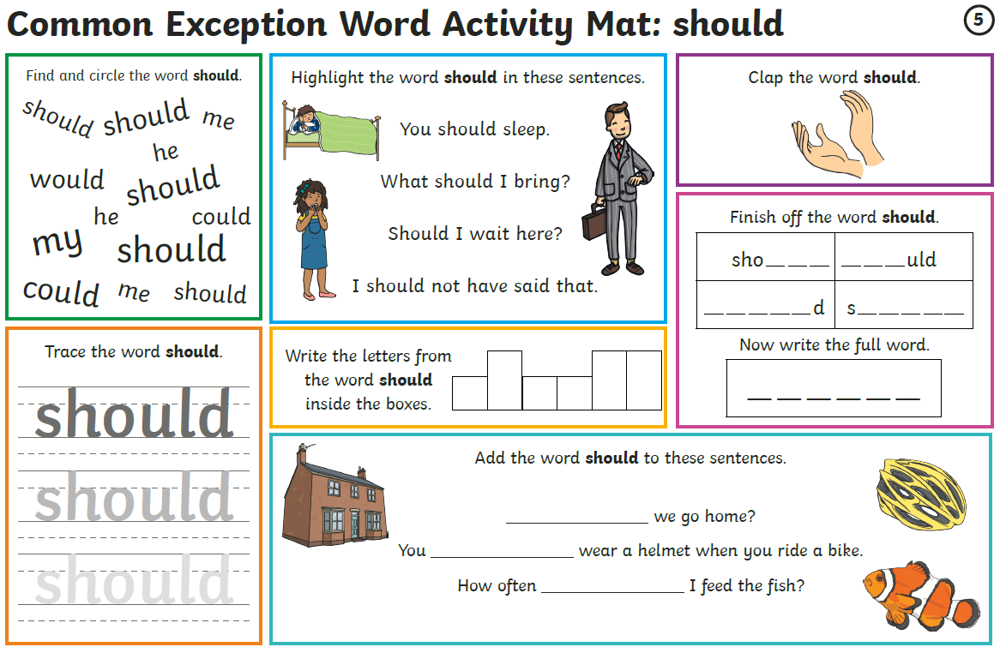 Common Exception Word Activity Mat: should
5
Find and circle the word should.
should should me
he
would should
he could
my should
could me should
Highlight the word should in these sentences.
You should sleep.
What should I bring?
Should I wait here?
I should not have said that.
Clap the word should.
Finish off the word should.
sho_ _ _
_ _ _uld
_ _ _ _ _d
s_ _ _ _ _
Now write the full word.
_ _ _ _ _ _
Trace the word should.
should
should
should
Write the letters from
the word should
inside the boxes.
Add the word should to these sentences.
_______________ we go home?
You _______________ wear a helmet when you ride a bike.
How often _______________ I feed the fish?